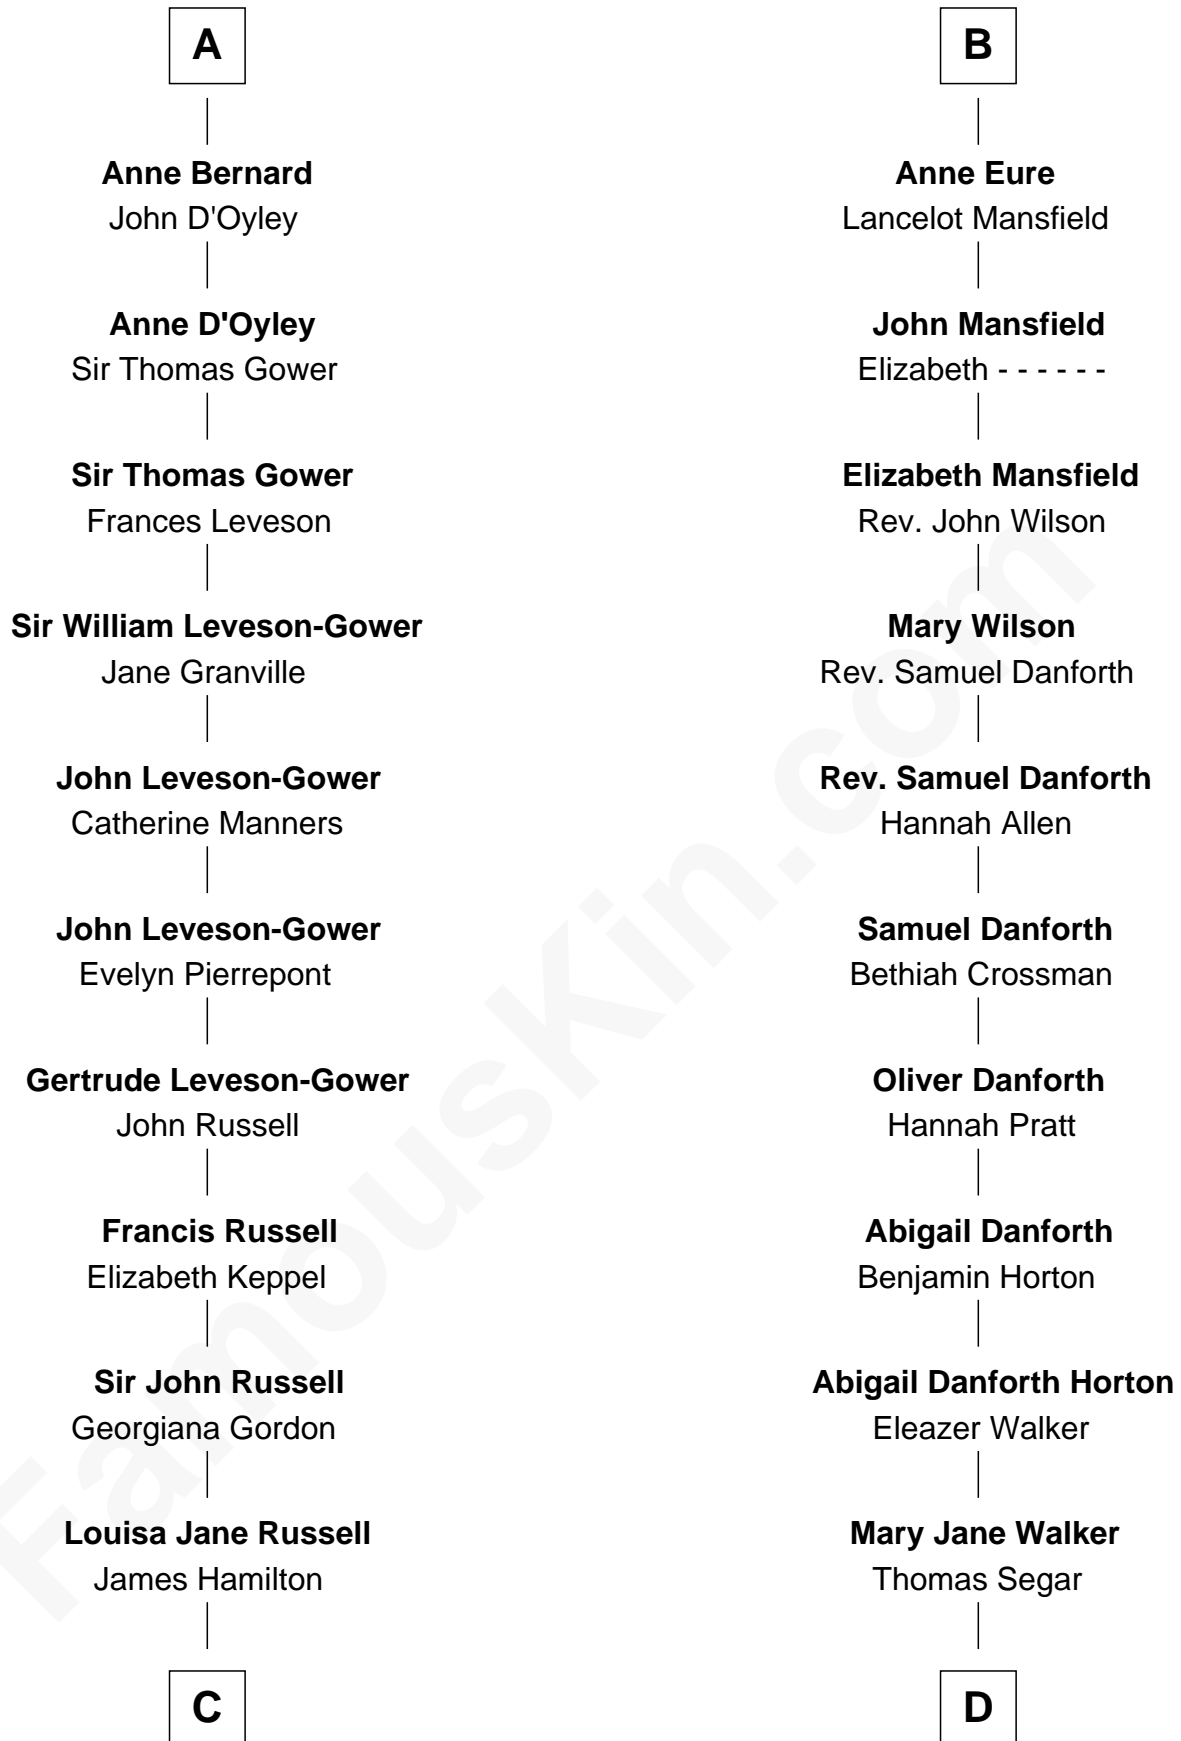 A
Anne Bernard
John D'Oyley
Anne D'Oyley
Sir Thomas Gower
Sir Thomas Gower
Frances Leveson
Sir William Leveson-Gower
Jane Granville
John Leveson-Gower
Catherine Manners
John Leveson-Gower
Evelyn Pierrepont
Gertrude Leveson-Gower
John Russell
Francis Russell
Elizabeth Keppel
Sir John Russell
Georgiana Gordon
Louisa Jane Russell
James Hamilton
C
B
Anne Eure
Lancelot Mansfield
John Mansfield
Elizabeth - - - - - -
Elizabeth Mansfield
Rev. John Wilson
Mary Wilson
Rev. Samuel Danforth
Rev. Samuel Danforth
Hannah Allen
Samuel Danforth
Bethiah Crossman
Oliver Danforth
Hannah Pratt
Abigail Danforth
Benjamin Horton
Abigail Danforth Horton
Eleazer Walker
Mary Jane Walker
Thomas Segar
D
FamousKin.com